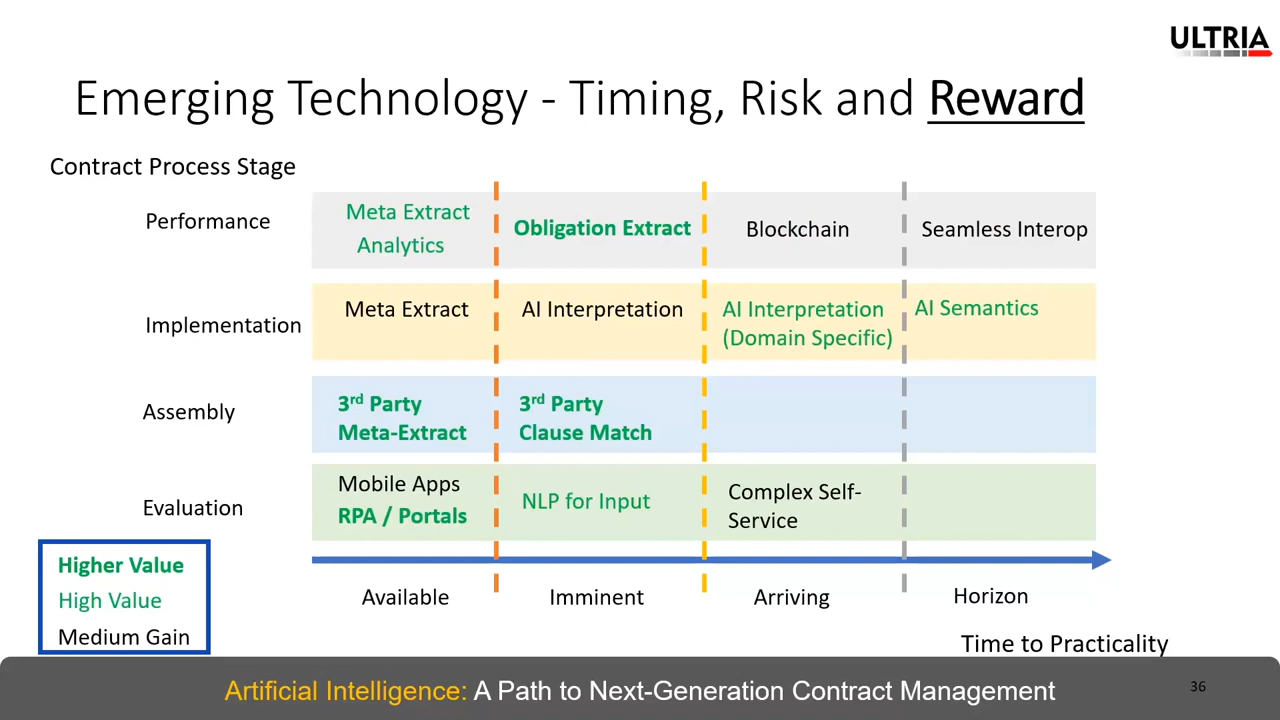 ULTRIA
Emerging Technology - Timing, Risk and Reward
Contract Process Stage
Performance
Meta Extract
Analytics
Obligation Extract
Blockchain
Seamless Interop
Implementation
Meta Extract
AI Interpretation
AI Interpretation
(Domain Specific)
AI Semantics
Assembly
3rd Party
Meta-Extract
3rd Party
Clause Match
Evaluation
Mobile Apps
RPA / Portals
NLP for Input
Complex Self-
Service
Higher Value
High Value
Medium Gain
Available
Imminent
Arriving
Horizon
Time to Practicality
Artificial Intelligence: A Path to Next-Generation Contract Management
36